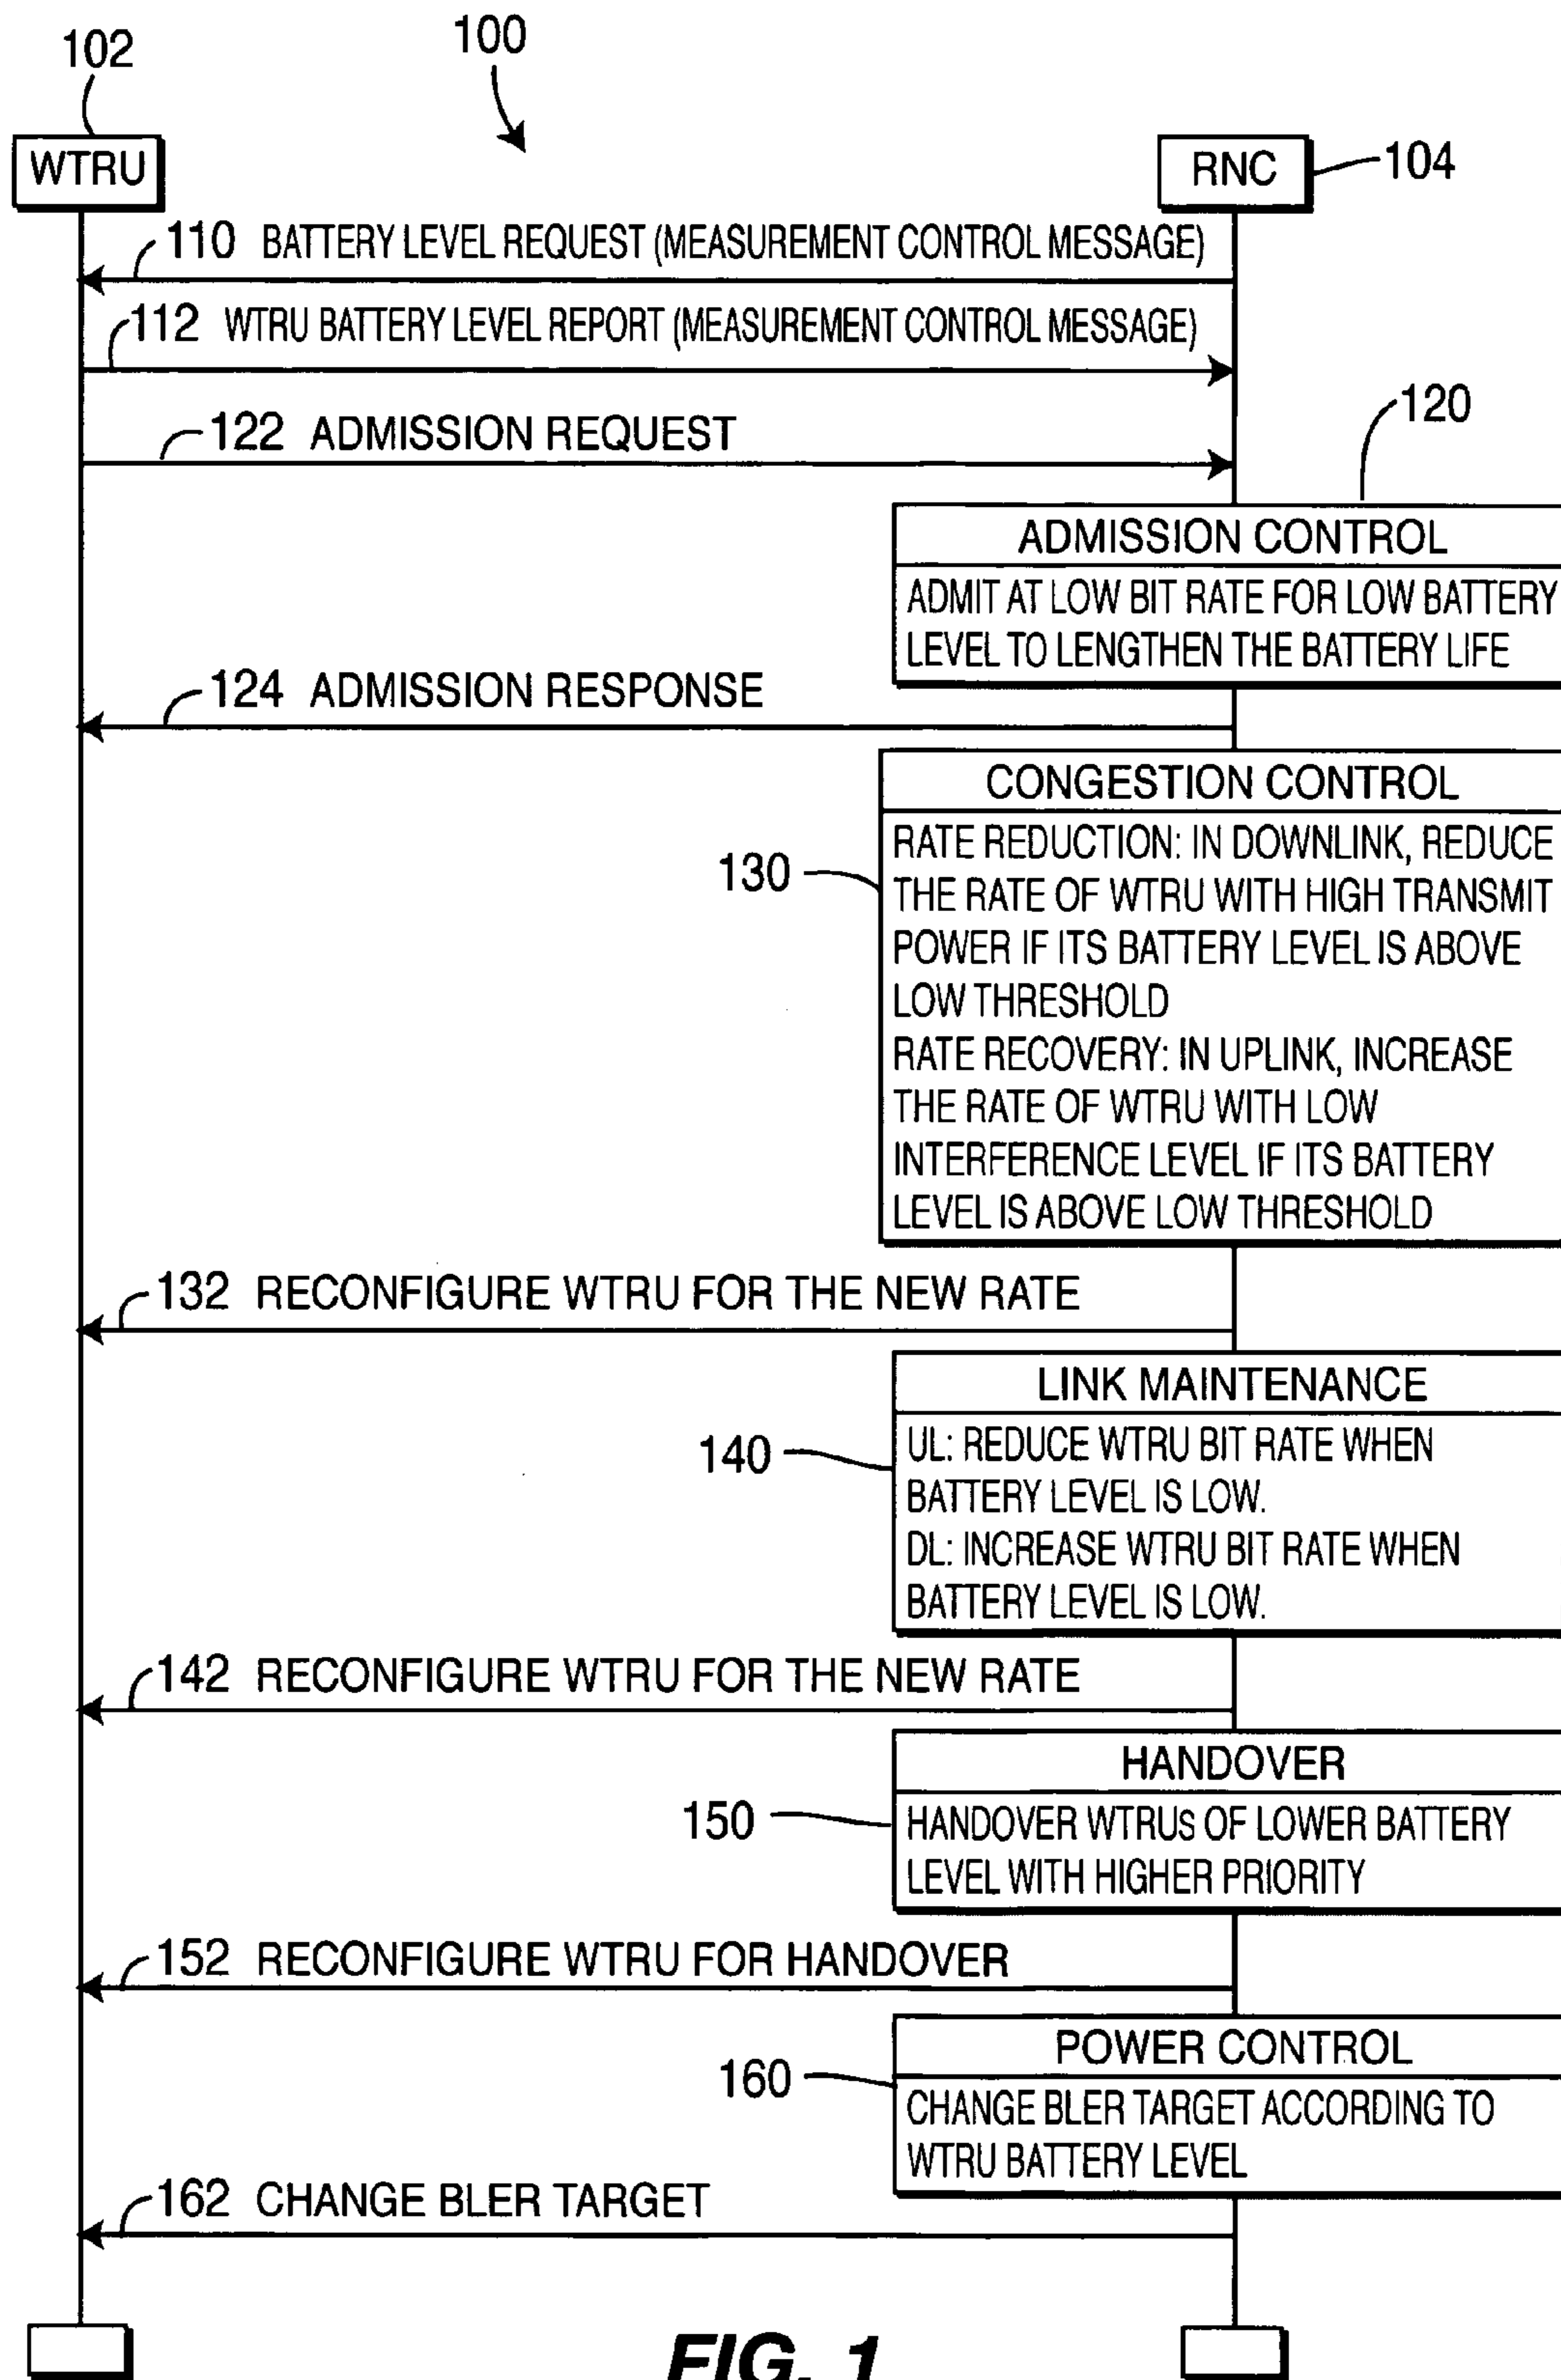 102
100
WTRU
RNC
104
110 BATTERY LEVEL REQUEST (MEASUREMENT CONTROL MESSAGE)
112 WTRU BATTERY LEVEL REPORT (MEASUREMENT CONTROL MESSAGE)
122 ADMISSION REQUEST
120
ADMISSION CONTROL
ADMIT AT LOW BIT RATE FOR LOW BATTERY
LEVEL TO LENGTHEN THE BATTERY LIFE
124 ADMISSION RESPONSE
CONGESTION CONTROL
130
RATE REDUCTION: IN DOWNLINK, REDUCE
THE RATE OF WTRU WITH HIGH TRANSMIT
POWER IF ITS BATTERY LEVEL IS ABOVE
LOW THRESHOLD
RATE RECOVERY: IN UPLINK, INCREASE
THE RATE OF WTRU WITH LOW
INTERFERENCE LEVEL IF ITS BATTERY
LEVEL IS ABOVE LOW THRESHOLD
132 RECONFIGURE WTRU FOR THE NEW RATE
LINK MAINTENANCE
140
UL: REDUCE WTRU BIT RATE WHEN
BATTERY LEVEL IS LOW.
DL: INCREASE WTRU BIT RATE WHEN
BATTERY LEVEL IS LOW.
142 RECONFIGURE WTRU FOR THE NEW RATE
HANDOVER
150
HANDOVER WTRUs OF LOWER BATTERY
LEVEL WITH HIGHER PRIORITY
152 RECONFIGURE WTRU FOR HANDOVER
POWER CONTROL
160
CHANGE BLER TARGET ACCORDING TO
WTRU BATTERY LEVEL
162 CHANGE BLER TARGET
FIG. 1